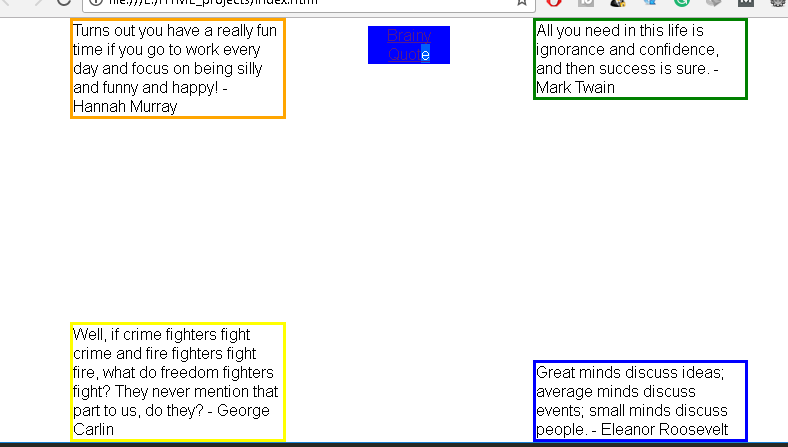 Turns out you have a really fun
time if you go to work every
day and focus on being silly
and funny and happy! -
Hannah Murray
Brainy
Quote
All you need in this life is
ignorance and confidence,
and then success is sure. -
Mark Twain
Well, if crime fighters fight
crime and fire fighters fight
fire, what do freedom fighters
fight? They never mention that
part to us, do they? - George
Carlin
Great minds discuss ideas;
average minds discuss
events; small minds discuss
people. - Eleanor Roosevelt